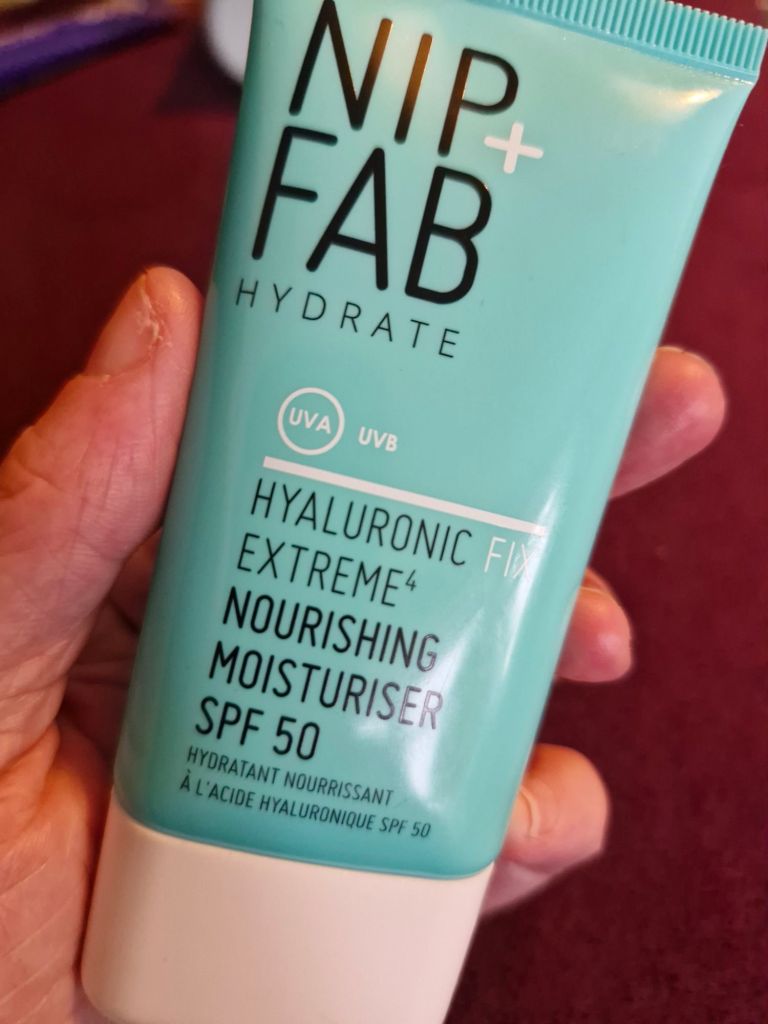 NIP+
FAB
HYDRATE
UVA UVB
HYALURONIC FIX
EXTREME⁴
NOURISHING
MOISTURISER
SPF 50
HYDRATANT NOURRISSANT
À L'ACIDE HYALURONIQUE SPF 50